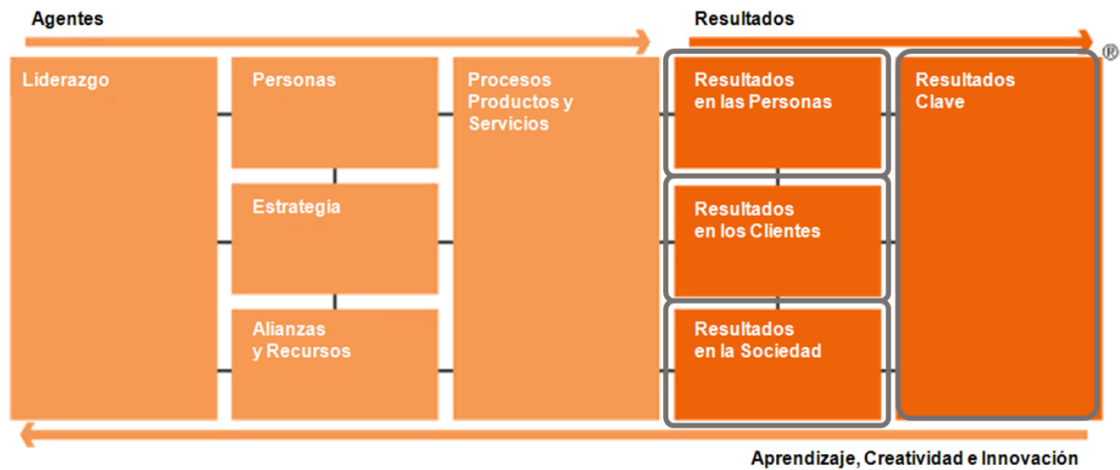 Agentes
Resultados
®
Liderazgo
Personas
Procesos
Productos y
Servicios
Resultados
en las Personas
Resultados
Clave
Estrategia
Resultados
en los Clientes
Alianzas
y Recursos
Resultados
en la Sociedad
Aprendizaje, Creatividad e Innovación